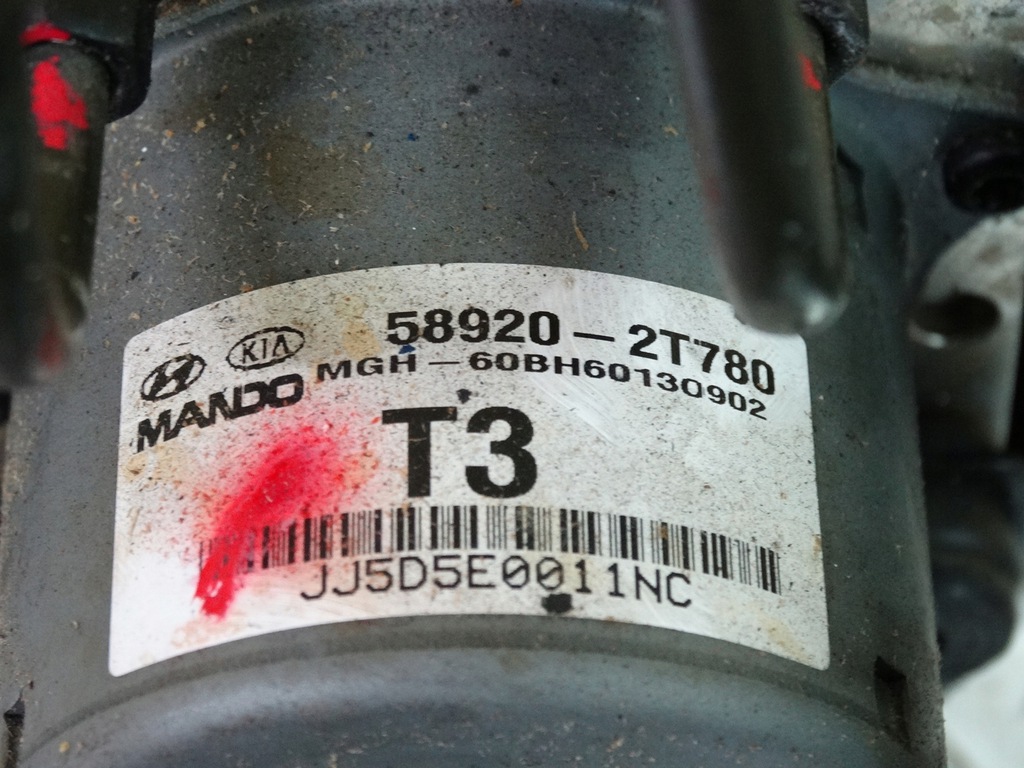 KIA 58920-2T780
MANDO MGH-60BH60130902
T3
JJ5D5E0011NC